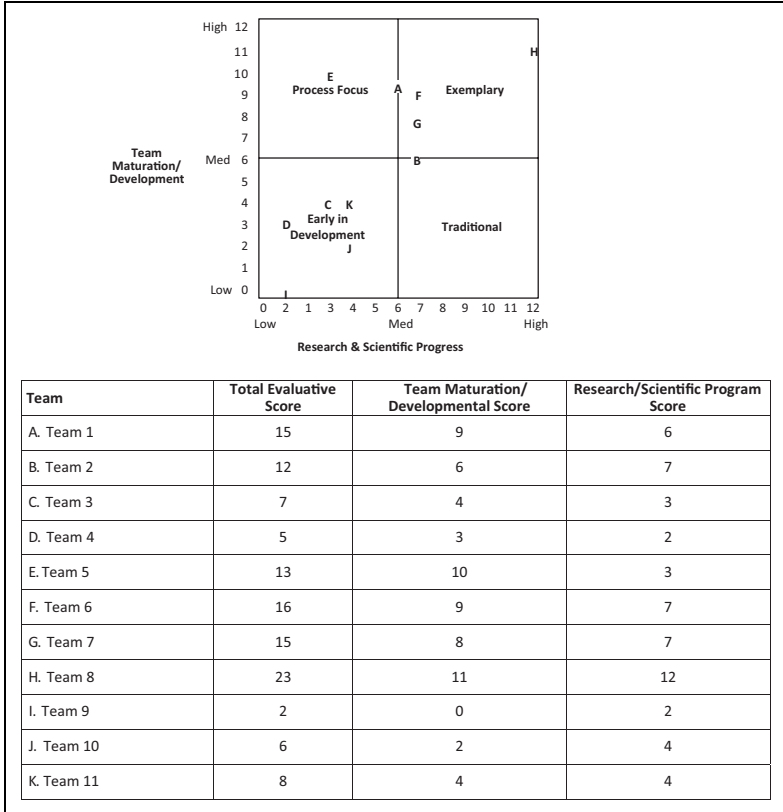 High 12
11 H
10 E
Process Focus A Exemplary
9 F
8 G
7
Team
Maturation/
Development
Med 6 B
5
4 C K
Early in
3 D
Development Traditional
2 J
1
Low 0 I
0 2 1 3 4 5 6 7 8 9 10 11 12
Low Med High
Research & Scientific Progress
Team Total Evaluative Score Team Maturation/ Developmental Score Research/Scientific Program Score
A. Team 1 15 9 6
B. Team 2 12 6 7
C. Team 3 7 4 3
D. Team 4 5 3 2
E. Team 5 13 10 3
F. Team 6 16 9 7
G. Team 7 15 8 7
H. Team 8 23 11 12
I. Team 9 2 0 2
J. Team 10 6 2 4
K. Team 11 8 4 4